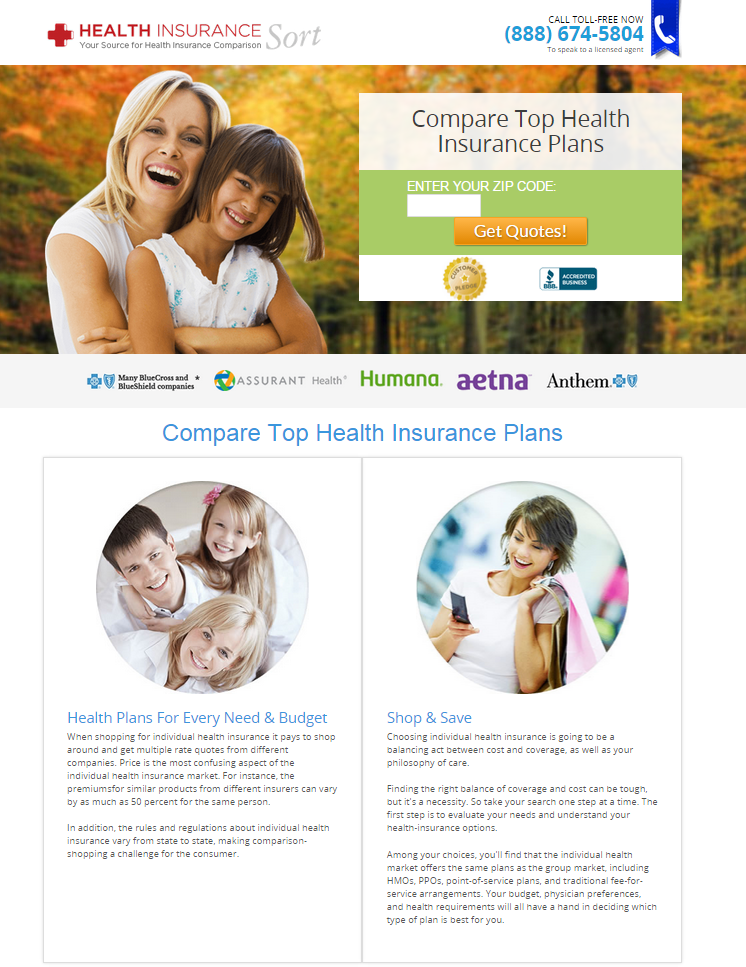 HEALTH INSURANCE Sort
Your Source for Health Insurance Comparison
CALL TOLL-FREE NOW
(888) 674-5804
To speak to a licensed agent
Compare Top Health
Insurance Plans
ENTER YOUR ZIP CODE:
Get Quotes!
CUSTOMER
PLEDGE
BBB.
ACCREDITED
BUSINESS
Many BlueCross and
BlueShield companies *
ASSURANT Health®
Humana.
aetna™
Anthem.
Compare Top Health Insurance Plans
Health Plans For Every Need & Budget
When shopping for individual health insurance it pays to shop
around and get multiple rate quotes from different
companies. Price is the most confusing aspect of the
individual health insurance market. For instance, the
premiumsfor similar products from different insurers can vary
by as much as 50 percent for the same person.
In addition, the rules and regulations about individual health
insurance vary from state to state, making comparison-
shopping a challenge for the consumer.
Shop & Save
Choosing individual health insurance is going to be a
balancing act between cost and coverage, as well as your
philosophy of care.
Finding the right balance of coverage and cost can be tough,
but it's a necessity. So take your search one step at a time. The
first step is to evaluate your needs and understand your
health-insurance options.
Among your choices, you'll find that the individual health
market offers the same plans as the group market, including
HMOs, PPOs, point-of-service plans, and traditional fee-for-
service arrangements. Your budget, physician preferences,
and health requirements will all have a hand in deciding which
type of plan is best for you.